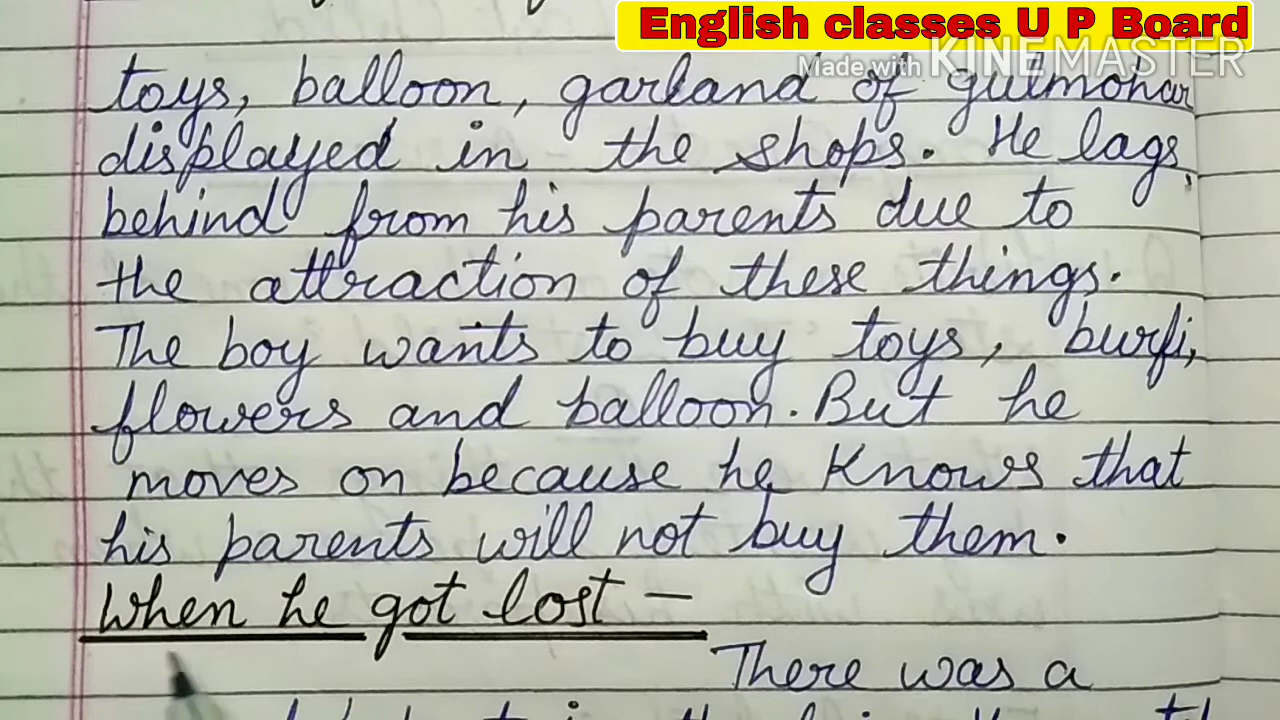 English classes U P Board
Made with KINEMASTER
toys, balloon, garland of gulmohar
displayed in the shops. He lags
behind from his parents due to
the attraction of these things.
The boy wants to buy toys, burfi,
flowers and balloon. But he
moves on because he knows that
his parents will not buy them.
When he got lost —
There was a